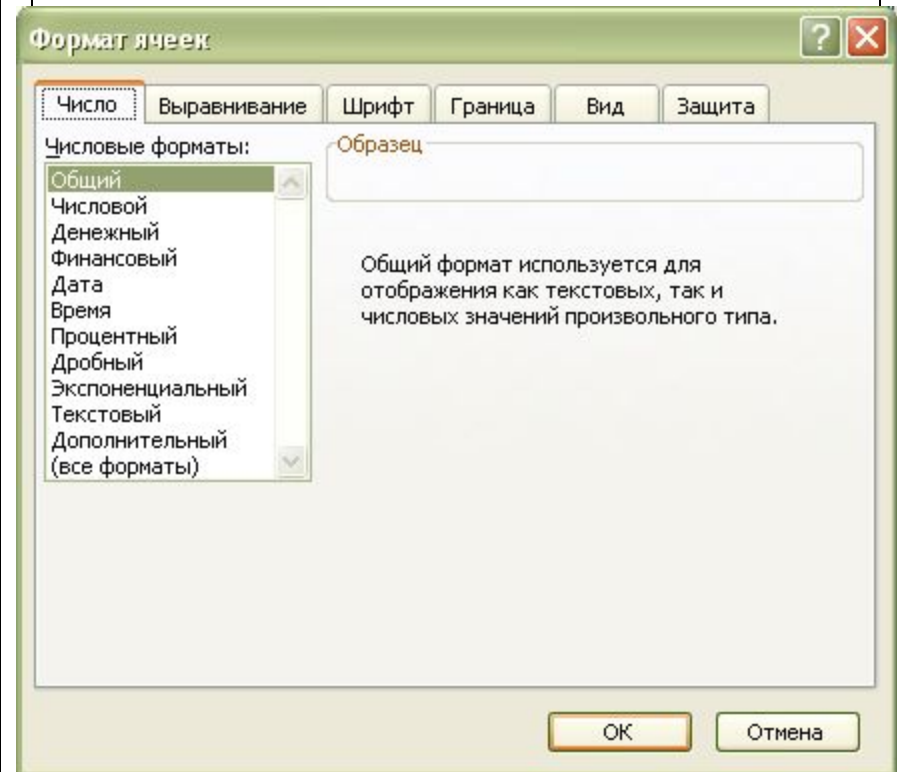 Формат ячеек
Число Выравнивание Шрифт Граница Вид Защита
Числовые форматы:
Образец
Общий
Числовой
Денежный
Финансовый
Дата
Время
Процентный
Дробный
Экспоненциальный
Текстовый
Дополнительный
(все форматы)
Общий формат используется для
отображения как текстовых, так и
числовых значений произвольного типа.
ОК
Отмена